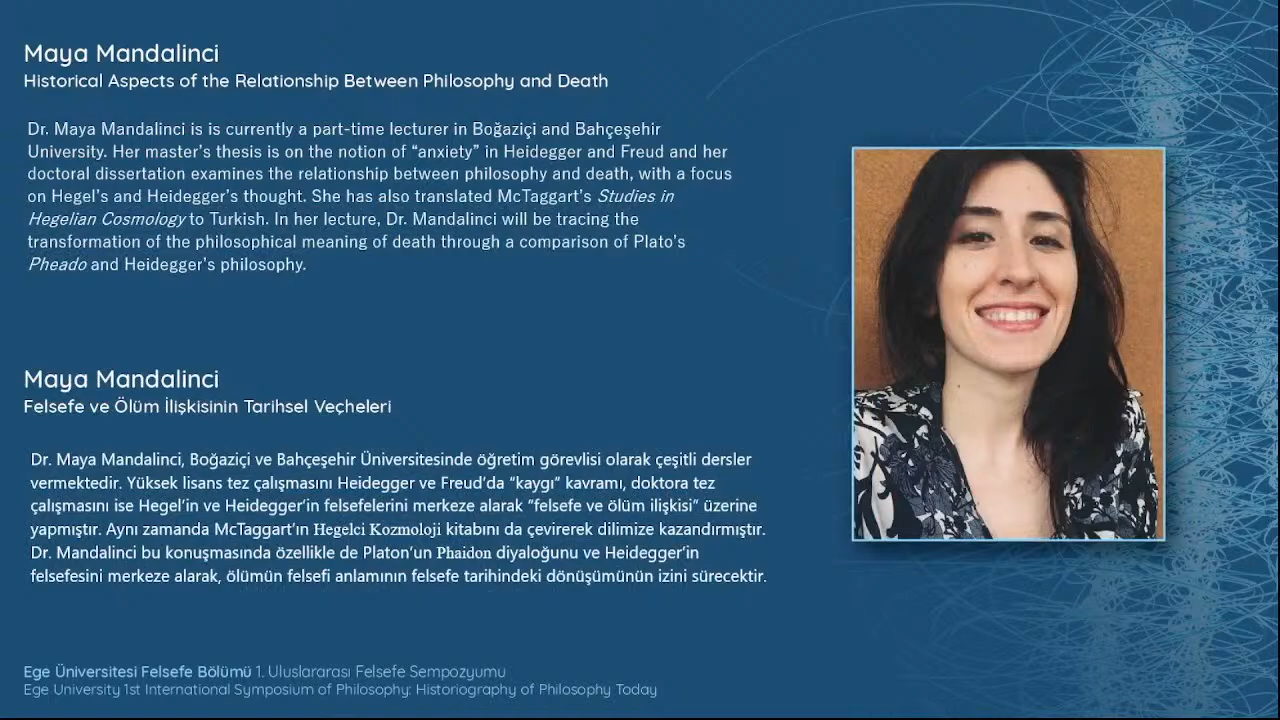 Maya Mandalinci
Historical Aspects of the Relationship Between Philosophy and Death
Dr. Maya Mandalinci is is currently a part-time lecturer in Boğaziçi and Bahçeşehir
University. Her master's thesis is on the notion of “anxiety” in Heidegger and Freud and her
doctoral dissertation examines the relationship between philosophy and death, with a focus
on Hegel's and Heidegger's thought. She has also translated McTaggart's Studies in
Hegelian Cosmology to Turkish. In her lecture, Dr. Mandalinci will be tracing the
transformation of the philosophical meaning of death through a comparison of Plato's
Pheado and Heidegger's philosophy.
Maya Mandalinci
Felsefe ve Ölüm İlişkisinin Tarihsel Veçheleri
Dr. Maya Mandalinci, Boğaziçi ve Bahçeşehir Üniversitesinde öğretim görevlisi olarak çeşitli dersler
vermektedir. Yüksek lisans tez çalışmasını Heidegger ve Freud'da “kaygı” kavramı, doktora tez
çalışmasını ise Hegel'in ve Heidegger'in felsefelerini merkeze alarak “felsefe ve ölüm ilişkisi” üzerine
yapmıştır. Aynı zamanda McTaggart'ın Hegelci Kozmoloji kitabını da çevirerek dilimize kazandırmıştır.
Dr. Mandalinci bu konuşmasında özellikle de Platon'un Phaidon diyaloğunu ve Heidegger'in
felsefesini merkeze alarak, ölümün felsefi anlamının felsefe tarihindeki dönüşümünün izini sürecektir.
Ege Üniversitesi Felsefe Bölümü 1. Uluslararası Felsefe Sempozyumu
Ege University 1st International Symposium of Philosophy: Historiography of Philosophy Today